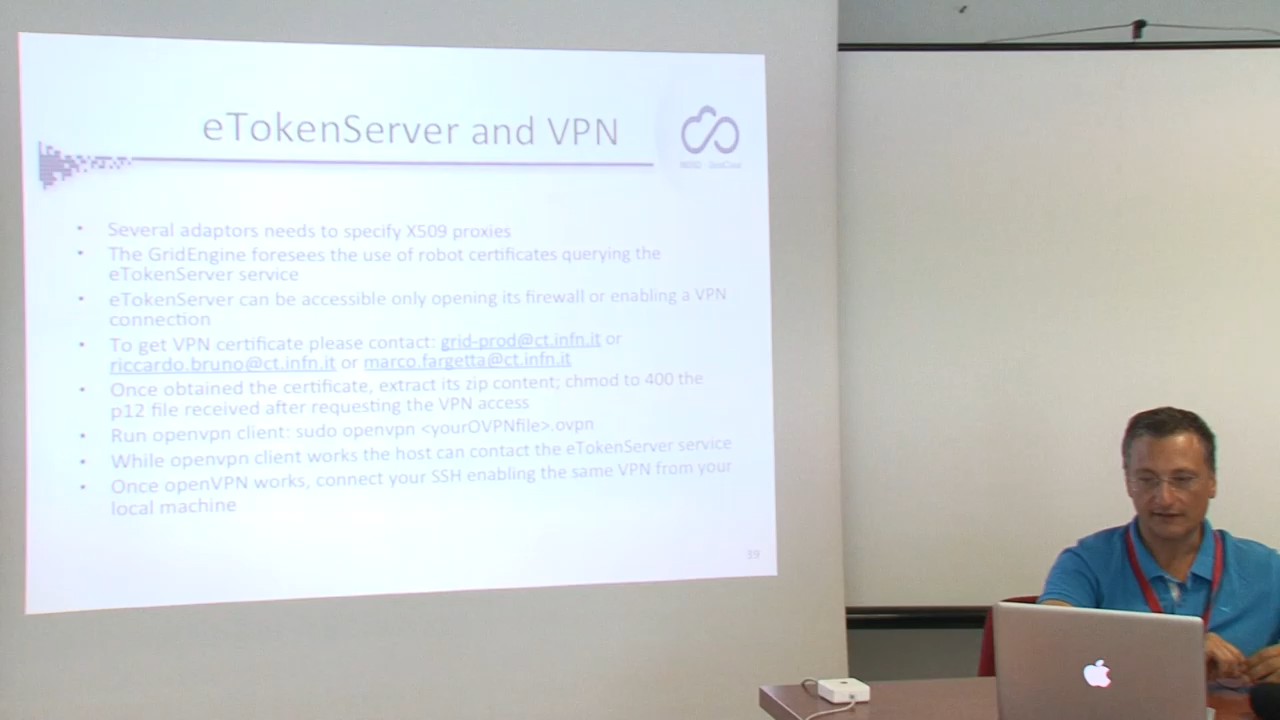 eTokenServer and VPN
• Several adaptors needs to specify X509 proxies
• The GridEngine foresees the use of robot certificates querying the
eTokenServer service
• eTokenServer can be accessible only opening its firewall or enabling a VPN
connection
• To get VPN certificate please contact: grid-prod@ct.infn.it or
riccardo.bruno@ct.infn.it or marco.fargetta@ct.infn.it
• Once obtained the certificate, extract its zip content; chmod to 400 the
p12 file received after requesting the VPN access
• Run openvpn client: sudo openvpn <yourOVPNfile>.ovpn
• While openvpn client works the host can contact the eTokenServer service
• Once openVPN works, connect your SSH enabling the same VPN from your
local machine